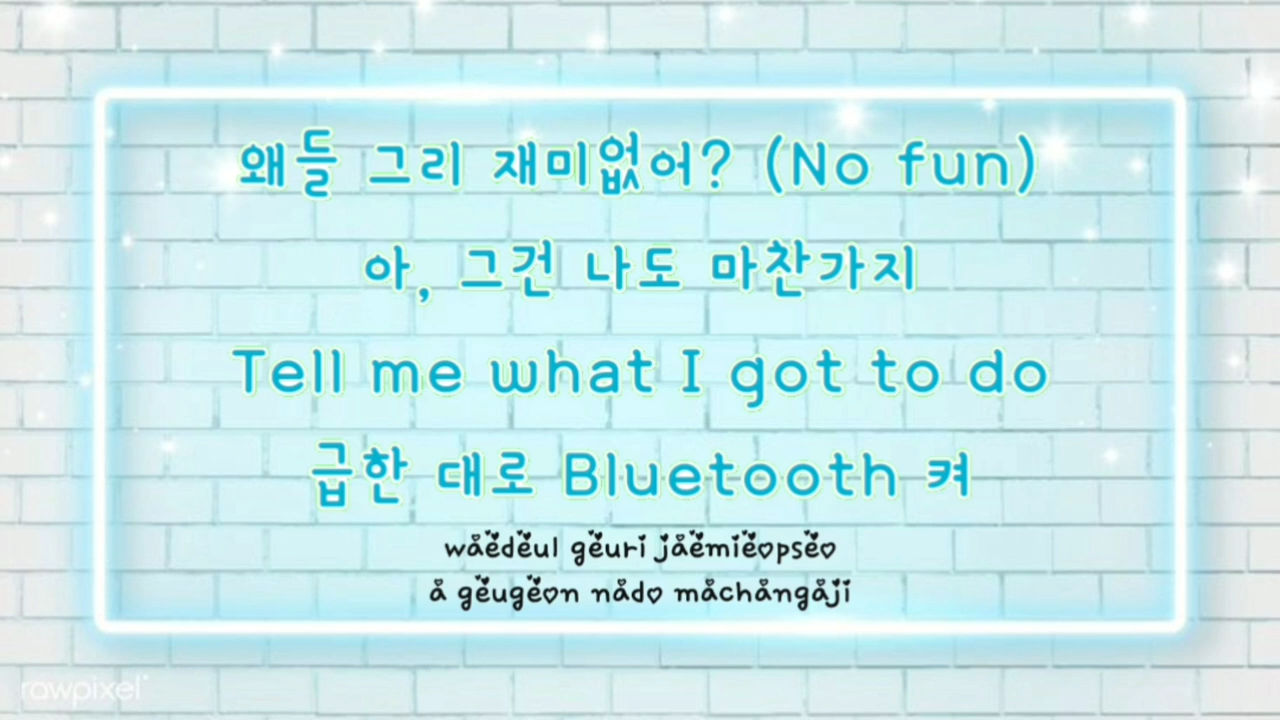 왜들 그리 재미없어? (No fun)
아, 그건 나도 마찬가지
Tell me what I got to do
급한 대로 Bluetooth 켜
waedeul geuri jaemieopseo
a geugeon nado machangaji
rawpixel